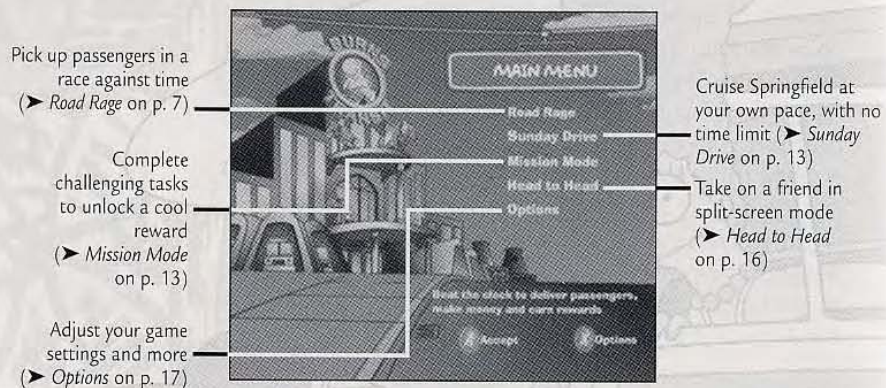 Pick up passengers in a
race against time
(➤ Road Rage on p. 7)
Complete
challenging tasks
to unlock a cool
reward
(➤ Mission Mode
on p. 13)
Adjust your game
settings and more
(➤ Options on p. 17)
BURNS
MAIN MENU
Road Rage
Sunday Drive
Mission Mode
Head to Head
Options
Beat the clock to deliver passengers,
make money and earn rewards
Accept
Options
Cruise Springfield at
your own pace, with no
time limit (➤ Sunday
Drive on p. 13)
Take on a friend in
split-screen mode
(➤ Head to Head
on p. 16)